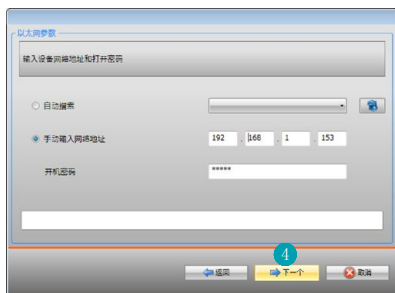 以太网参数
输入设备网络地址和打开密码
自动搜索
手动输入网络地址 192 . 168 . 1 . 153
开机密码 *****
4
返回 下一个 取消